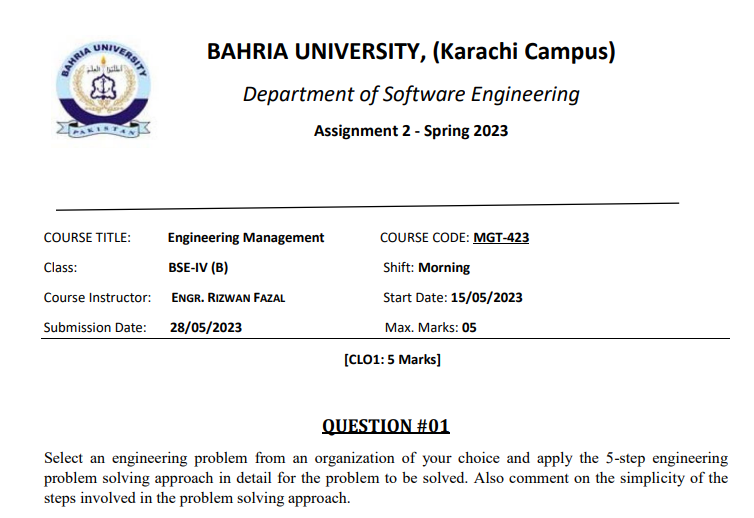 BAHRIA UNIVERSITY, (Karachi Campus)
BAHRIA UNIVERSITY
PAKISTAN
Department of Software Engineering
Assignment 2 - Spring 2023
COURSE TITLE: Engineering Management COURSE CODE: MGT-423
Class: BSE-IV (B) Shift: Morning
Course Instructor: ENGR. RIZWAN FAZAL Start Date: 15/05/2023
Submission Date: 28/05/2023 Max. Marks: 05
[CLO1: 5 Marks]
QUESTION #01
Select an engineering problem from an organization of your choice and apply the 5-step engineering
problem solving approach in detail for the problem to be solved. Also comment on the simplicity of the
steps involved in the problem solving approach.